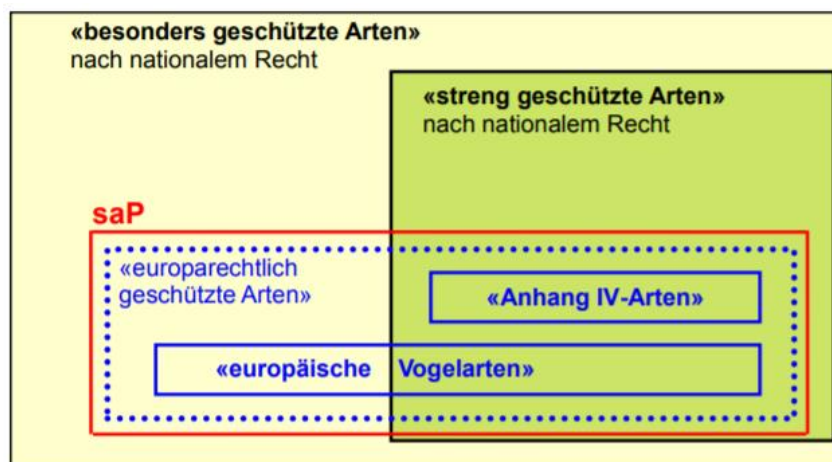 «besonders geschützte Arten»
nach nationalem Recht
«streng geschützte Arten»
nach nationalem Recht
saP
«europarechtlich
geschützte Arten»
«Anhang IV-Arten»
«europäische Vogelarten»